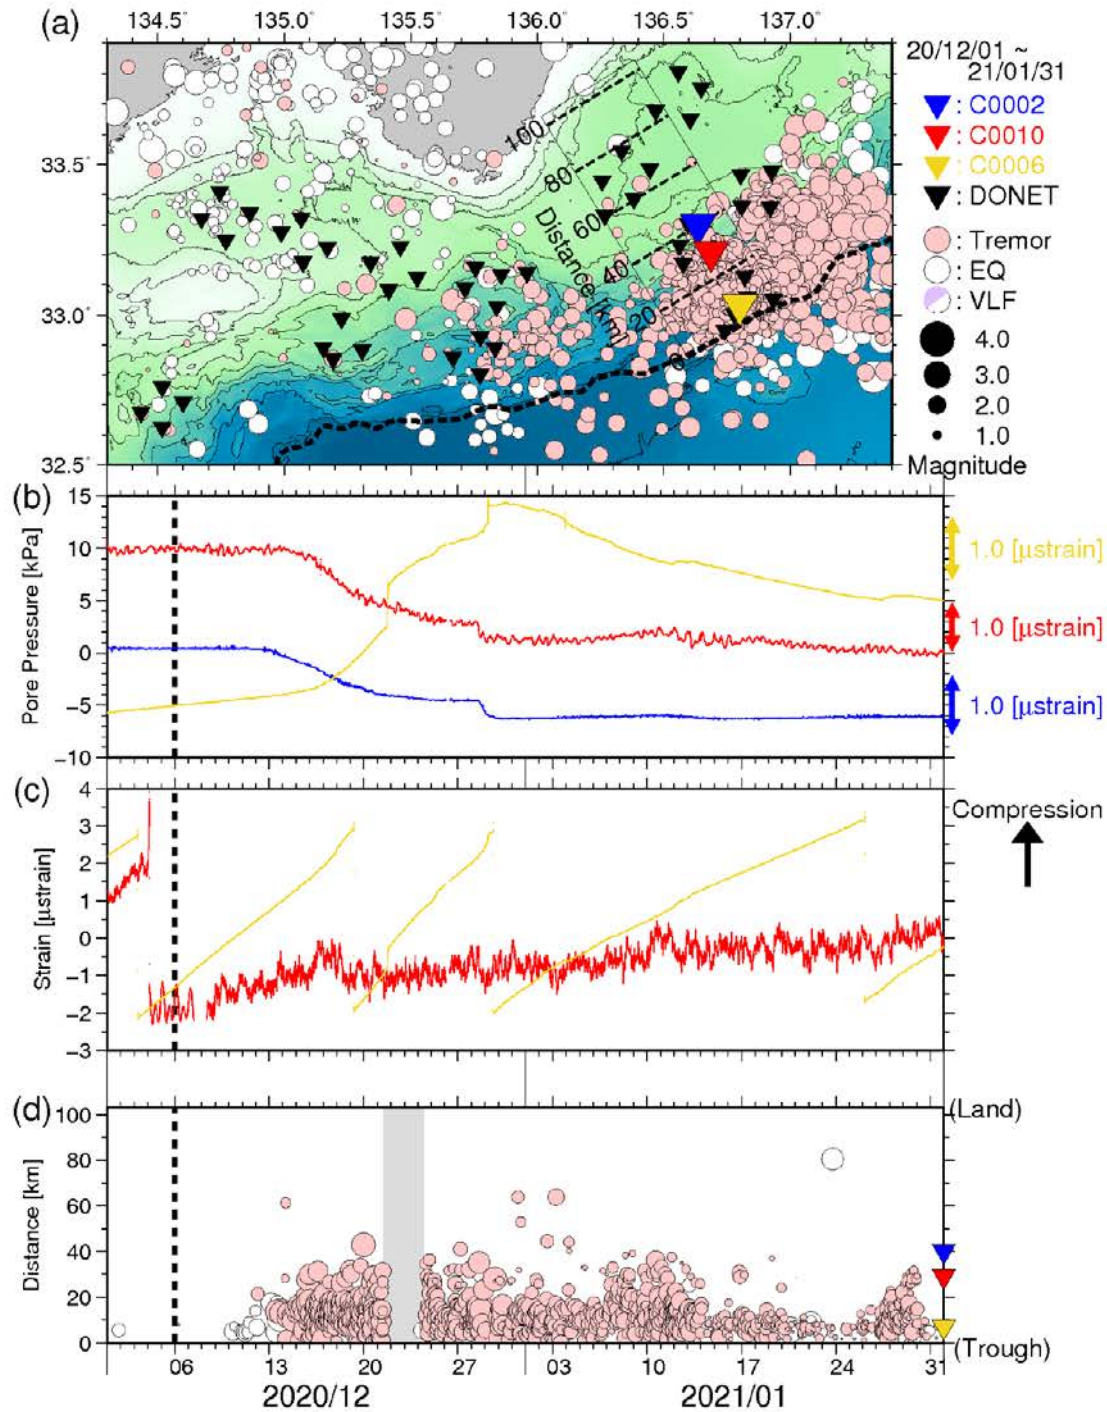 (a)
134.5° 135.0° 135.5° 136.0° 136.5° 137.0°
33.5°
33.0°
32.5°
100
80
60
40
20
0
Distance [km]
20/12/01 ~
21/01/31
: C0002
: C0010
: C0006
: DONET
: Tremor
: EQ
: VLF
4.0
3.0
2.0
1.0
Magnitude
(b)
Pore Pressure [kPa]
15
10
5
0
−5
−10
1.0 [μstrain]
1.0 [μstrain]
1.0 [μstrain]
(c)
Strain [μstrain]
4
3
2
1
0
−1
−2
−3
Compression
(d)
Distance [km]
100
80
60
40
20
0
(Land)
(Trough)
06 13 20 27 03 10 17 24 31
2020/12 2021/01